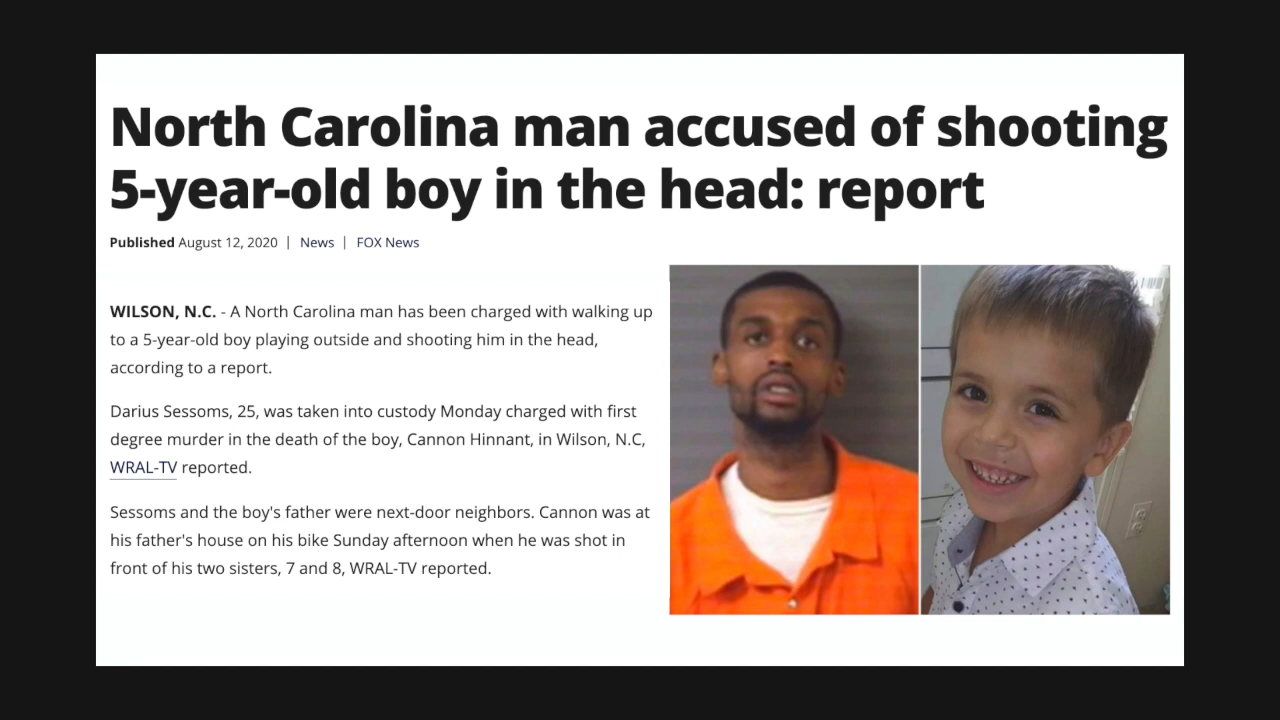 North Carolina man accused of shooting
5-year-old boy in the head: report
Published August 12, 2020 | News | FOX News
WILSON, N.C. - A North Carolina man has been charged with walking up
to a 5-year-old boy playing outside and shooting him in the head,
according to a report.
Darius Sessoms, 25, was taken into custody Monday charged with first
degree murder in the death of the boy, Cannon Hinnant, in Wilson, N.C,
WRAL-TV reported.
Sessoms and the boy's father were next-door neighbors. Cannon was at
his father's house on his bike Sunday afternoon when he was shot in
front of his two sisters, 7 and 8, WRAL-TV reported.